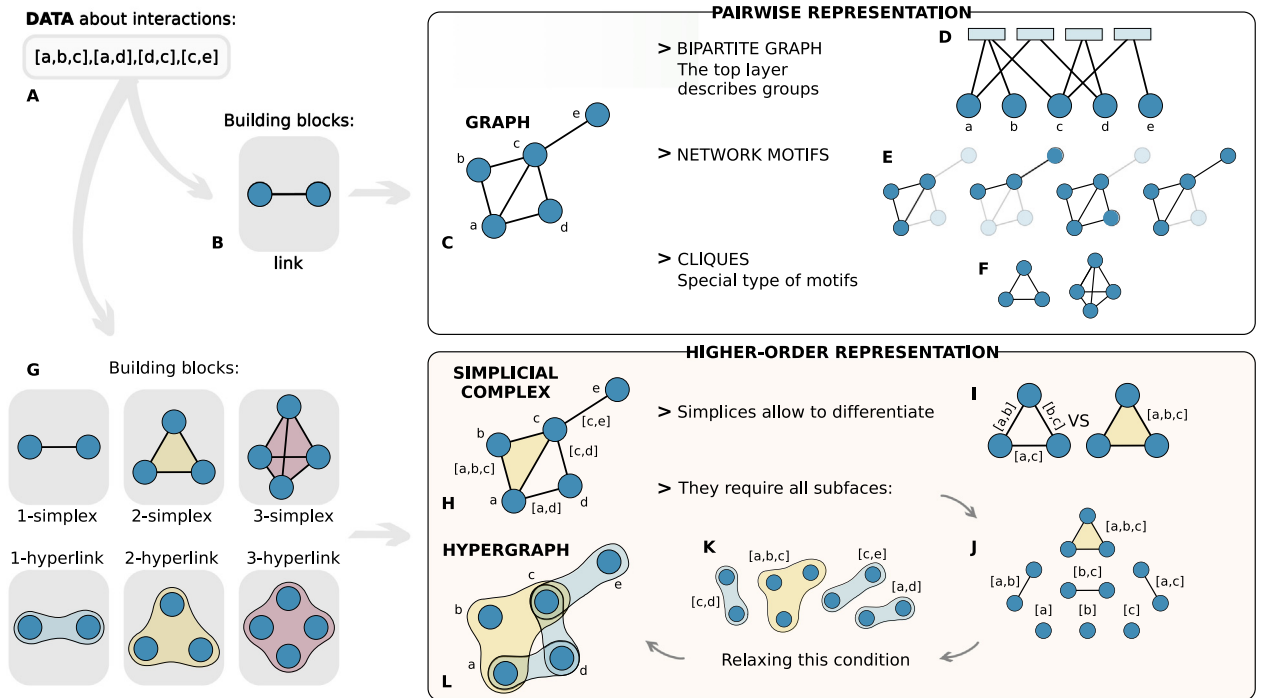 DATA about interactions:
[a,b,c],[a,d],[d,c],[c,e]
A
Building blocks:
B
link
PAIRWISE REPRESENTATION
GRAPH
e
c
b
a
d
C
> BIPARTITE GRAPH
The top layer
describes groups
D
a b c d e
> NETWORK MOTIFS
E
> CLIQUES
Special type of motifs
F
G
Building blocks:
1-simplex 2-simplex 3-simplex
1-hyperlink 2-hyperlink 3-hyperlink
HIGHER-ORDER REPRESENTATION
SIMPLICIAL
COMPLEX
e
c
[c,e]
b
[c,d]
[a,b,c]
a
d
[a,d]
H
> Simplices allow to differentiate
I
[a,b]
[b,c]
[a,c]
VS
[a,b,c]
> They require all subfaces:
J
[a,b,c]
[a,b]
[b,c]
[a,c]
[a] [b] [c]
HYPERGRAPH
c
e
b
a
d
L
K
[a,b,c]
[c,e]
[c,d]
[a,d]
Relaxing this condition